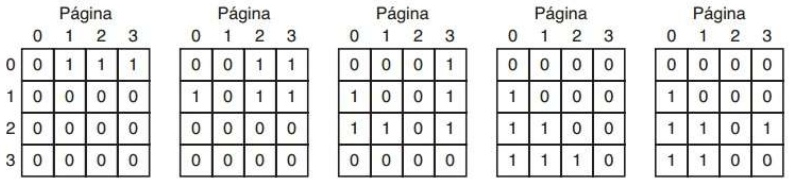 Página Página Página Página Página
0 1 2 3 0 1 2 3 0 1 2 3 0 1 2 3 0 1 2 3
0 0 1 1 1 0 0 1 1 0 0 0 1 0 0 0 0 0 0 0 0
1 0 0 0 0 1 0 1 1 1 0 0 1 1 0 0 0 1 0 0 0
2 0 0 0 0 0 0 0 0 1 1 0 1 1 1 0 0 1 1 0 1
3 0 0 0 0 0 0 0 0 0 0 0 0 1 1 1 0 1 1 0 0